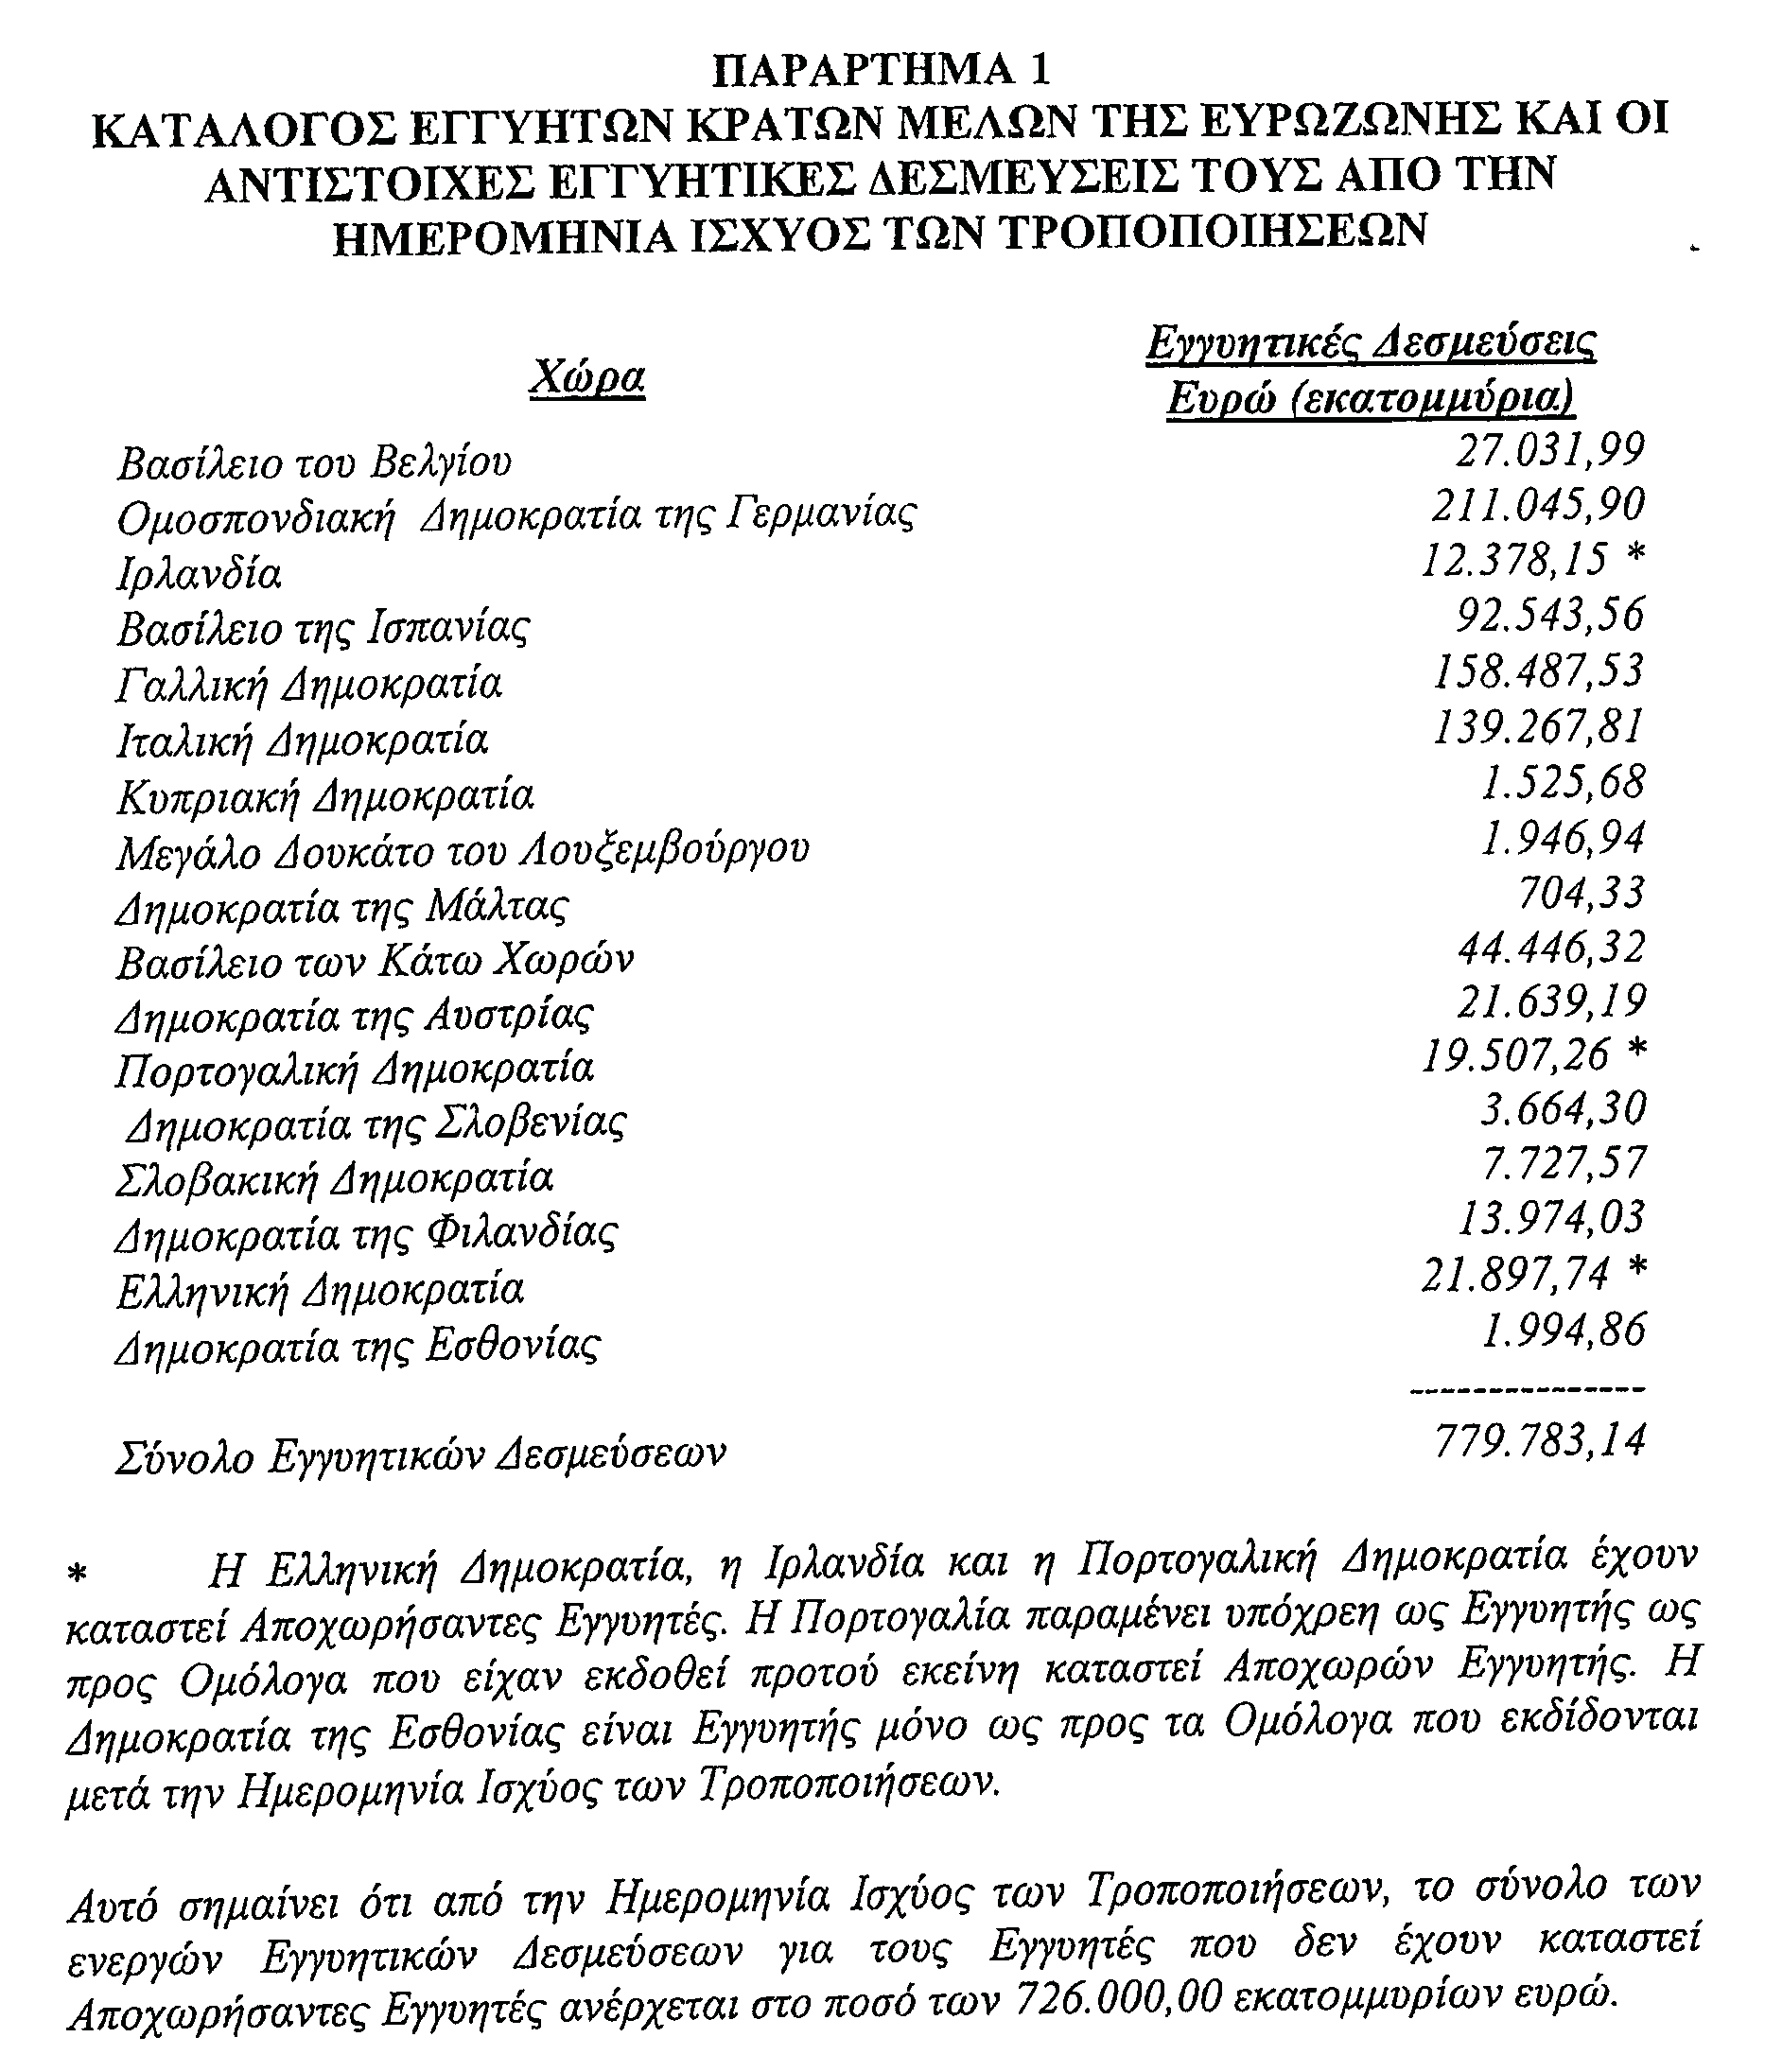 ΠΑΡΑΡΤΗΜΑ 1
ΚΑΤΑΛΟΓΟΣ ΕΓΓΥΗΤΩΝ ΚΡΑΤΩΝ ΜΕΛΩΝ ΤΗΣ ΕΥΡΩΖΩΝΗΣ ΚΑΙ ΟΙ
ΑΝΤΙΣΤΟΙΧΕΣ ΕΓΓΥΗΤΙΚΕΣ ΔΕΣΜΕΥΣΕΙΣ ΤΟΥΣ ΑΠΟ ΤΗΝ
ΗΜΕΡΟΜΗΝΙΑ ΙΣΧΥΟΣ ΤΩΝ ΤΡΟΠΟΠΟΙΗΣΕΩΝ
Χώρα Εγγυητικές Δεσμεύσεις
Ευρώ (εκατομμύρια)
Βασίλειο του Βελγίου 27.031,99
Ομοσπονδιακή Δημοκρατία της Γερμανίας 211.045,90
Ιρλανδία 12.378,15 *
Βασίλειο της Ισπανίας 92.543,56
Γαλλική Δημοκρατία 158.487,53
Ιταλική Δημοκρατία 139.267,81
Κυπριακή Δημοκρατία 1.525,68
Μεγάλο Δουκάτο του Λουξεμβούργου 1.946,94
Δημοκρατία της Μάλτας 704,33
Βασίλειο των Κάτω Χωρών 44.446,32
Δημοκρατία της Αυστρίας 21.639,19
Πορτογαλική Δημοκρατία 19.507,26 *
Δημοκρατία της Σλοβενίας 3.664,30
Σλοβακική Δημοκρατία 7.727,57
Δημοκρατία της Φιλανδίας 13.974,03
Ελληνική Δημοκρατία 21.897,74 *
Δημοκρατία της Εσθονίας 1.994,86
----------------
Σύνολο Εγγυητικών Δεσμεύσεων 779.783,14
* Η Ελληνική Δημοκρατία, η Ιρλανδία και η Πορτογαλική Δημοκρατία έχουν
καταστεί Αποχωρήσαντες Εγγυητές. Η Πορτογαλία παραμένει υπόχρεη ως Εγγυητής ως
προς Ομόλογα που είχαν εκδοθεί προτού εκείνη καταστεί Αποχωρών Εγγυητής. Η
Δημοκρατία της Εσθονίας είναι Εγγυητής μόνο ως προς τα Ομόλογα που εκδίδονται
μετά την Ημερομηνία Ισχύος των Τροποποιήσεων.
Αυτό σημαίνει ότι από την Ημερομηνία Ισχύος των Τροποποιήσεων, το σύνολο των
ενεργών Εγγυητικών Δεσμεύσεων για τους Εγγυητές που δεν έχουν καταστεί
Αποχωρήσαντες Εγγυητές ανέρχεται στο ποσό των 726.000,00 εκατομμυρίων ευρώ.